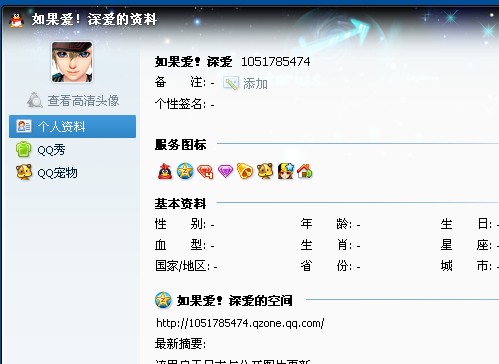 如果爱！深爱的资料
如果爱！深爱 1051785474
备 注: - 添加
个性签名: -
查看高清头像
个人资料
QQ秀
QQ宠物
服务图标
基本资料
性 别: - 年 龄: - 生 日: -
血 型: - 生 肖: - 星 座: -
国家/地区: - 省 份: - 城 市: -
如果爱！深爱的空间
http://1051785474.qzone.qq.com/
最新摘要: